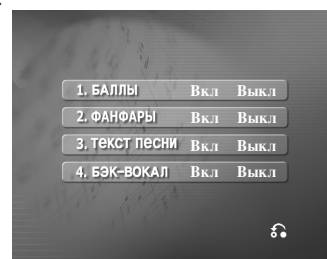 1. БАЛЛЫ Вкл Выкл
2. ФАНФАРЫ Вкл Выкл
3. ТЕКСТ ПЕСНИ Вкл Выкл
4. БЭК-ВОКАЛ Вкл Выкл